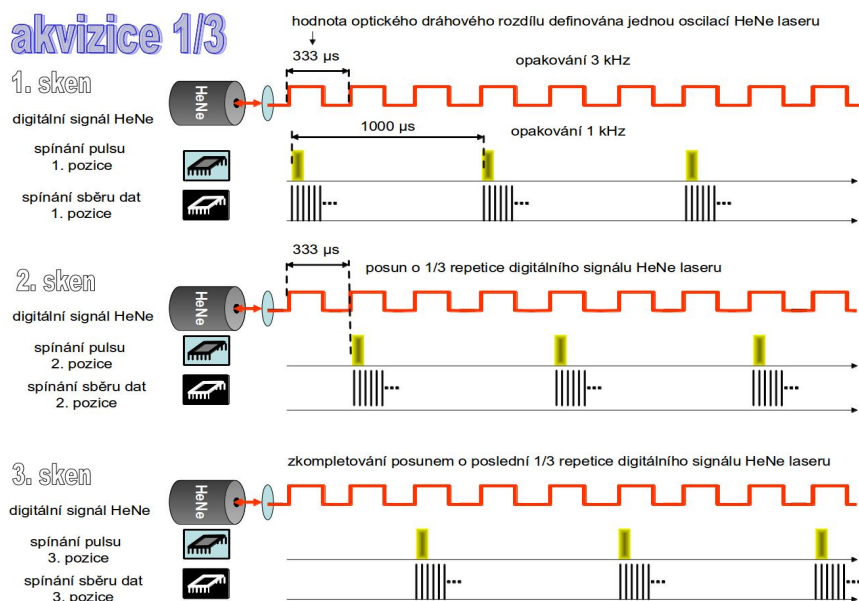 akvizice 1/3
hodnota optického dráhového rozdílu definována jednou oscilací HeNe laseru
333 µs
opakování 3 kHz
1. sken
digitální signál HeNe
HeNe
1000 µs
opakování 1 kHz
spínání pulsu
1. pozice
spínání sběru dat
1. pozice
333 µs
posun o 1/3 repetice digitálního signálu HeNe laseru
2. sken
digitální signál HeNe
HeNe
spínání pulsu
2. pozice
spínání sběru dat
2. pozice
3. sken
zkompletování posunem o poslední 1/3 repetice digitálního signálu HeNe laseru
digitální signál HeNe
HeNe
spínání pulsu
3. pozice
spínání sběru dat
3. pozice